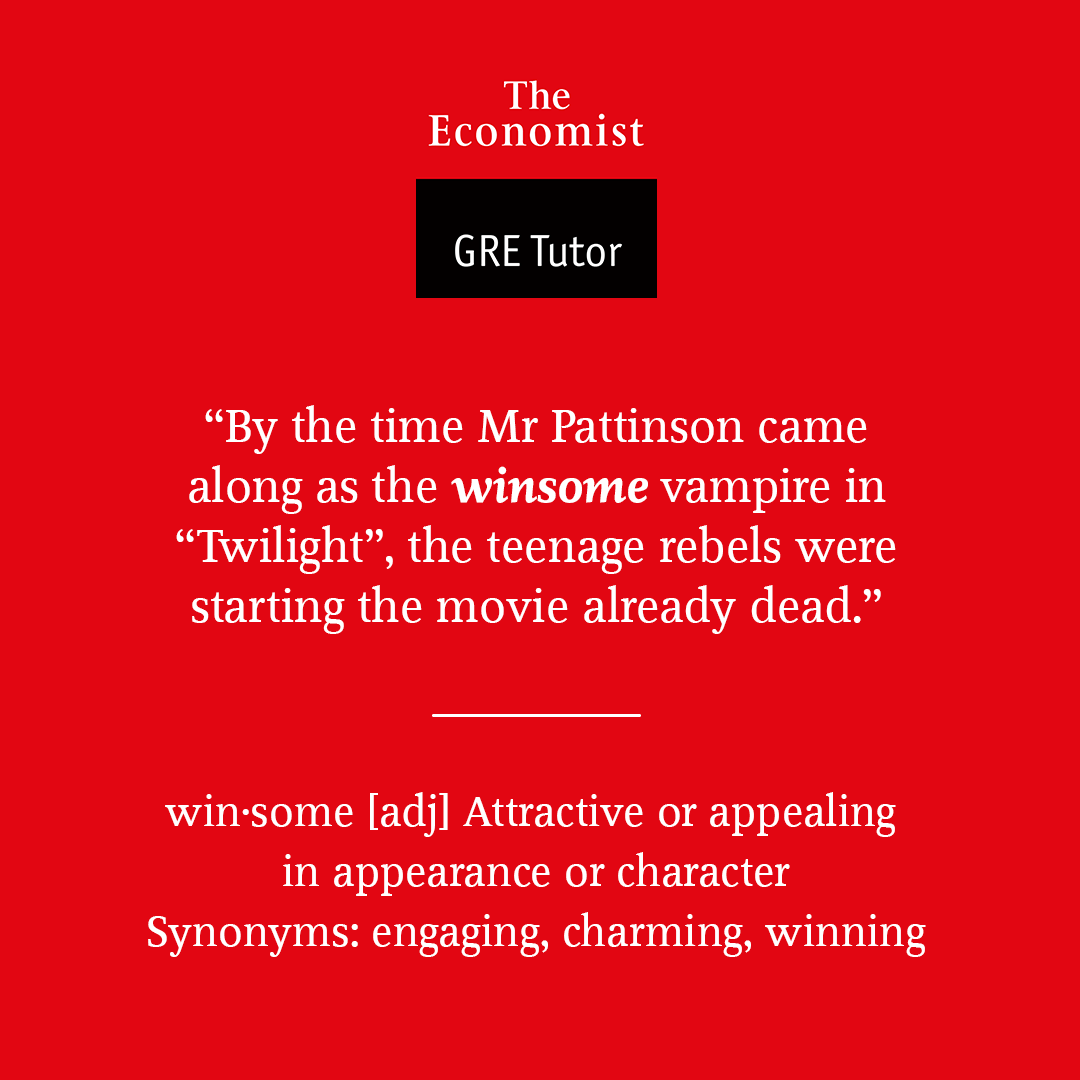 The
Economist
GRE Tutor
“By the time Mr Pattinson came
along as the winsome vampire in
“Twilight”, the teenage rebels were
starting the movie already dead.”
win·some [adj] Attractive or appealing
in appearance or character
Synonyms: engaging, charming, winning